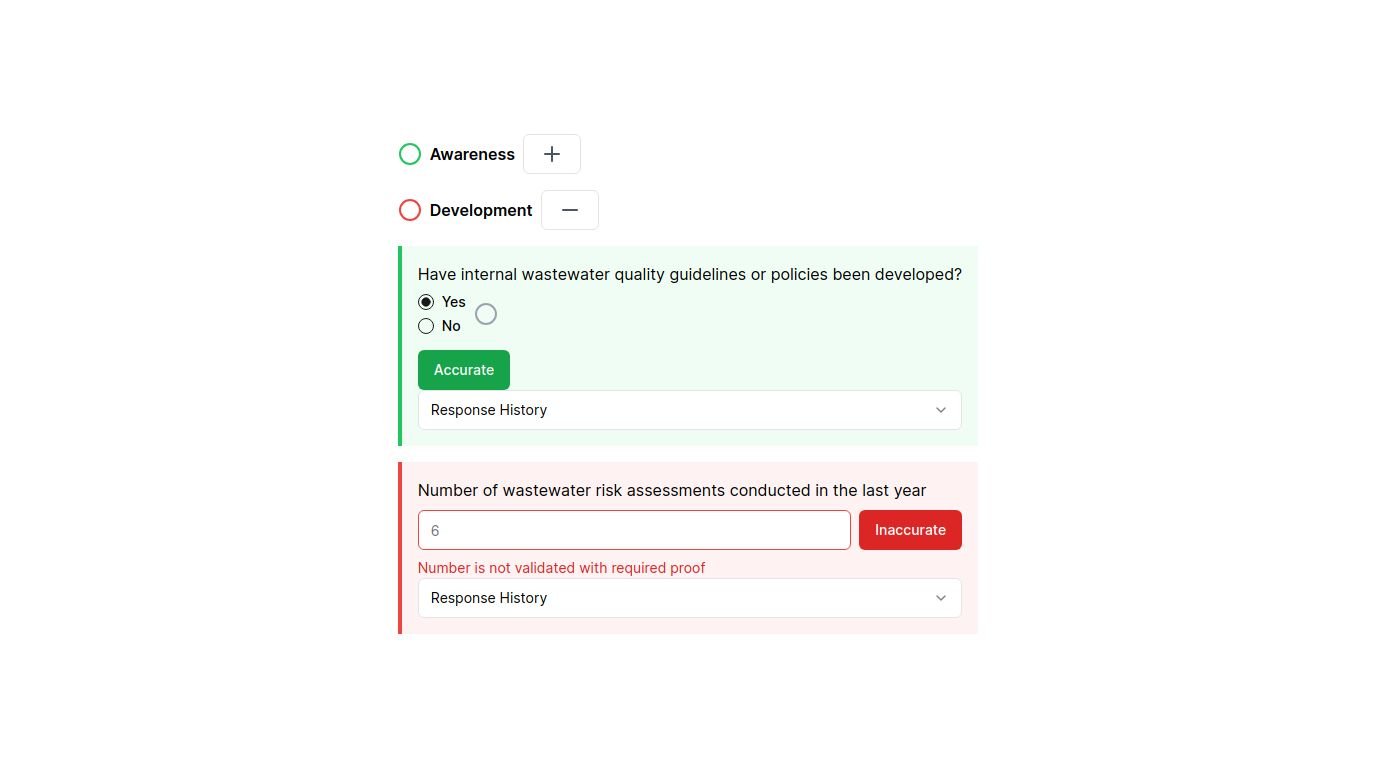 Awareness
Development
Have internal wastewater quality guidelines or policies been developed?
Yes
No
Accurate
Response History
Number of wastewater risk assessments conducted in the last year
6
Inaccurate
Number is not validated with required proof
Response History